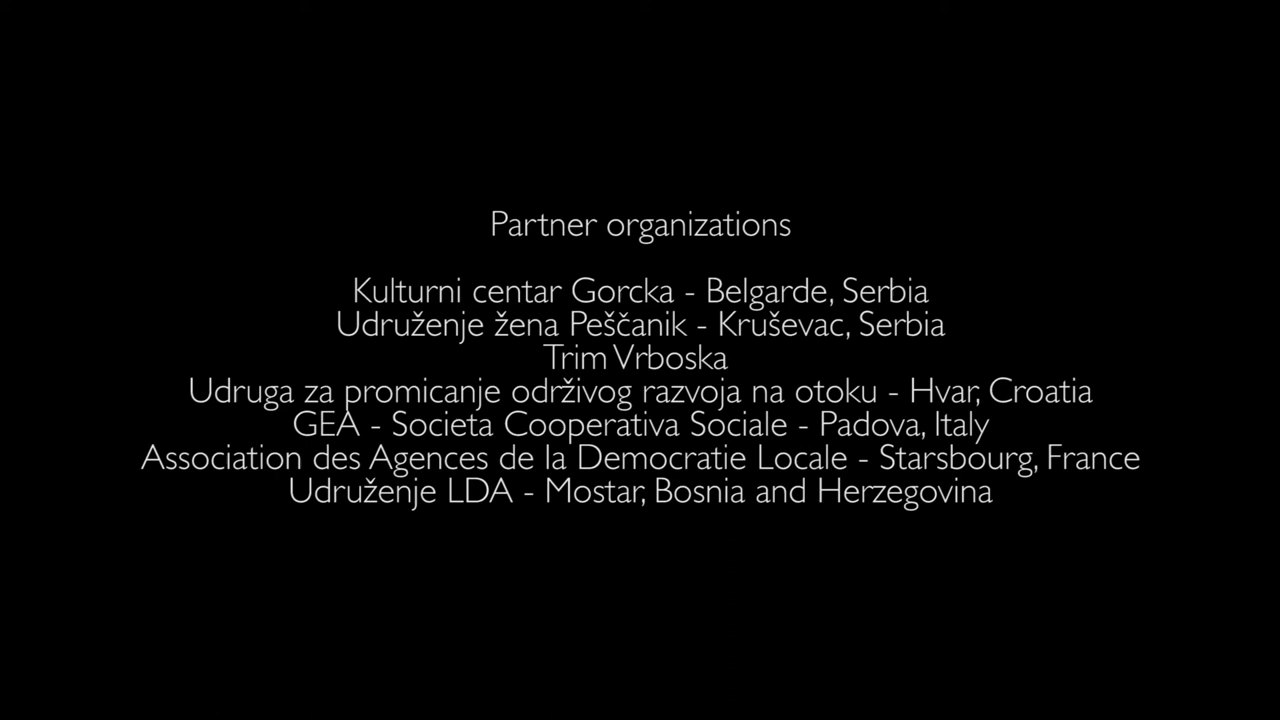 Partner organizations
Kulturni centar Gorcka - Belgarde, Serbia
Udruženje žena Peščanik - Kruševac, Serbia
Trim Vrboska
Udruga za promicanje održivog razvoja na otoku - Hvar, Croatia
GEA - Societa Cooperativa Sociale - Padova, Italy
Association des Agences de la Democratie Locale - Starsbourg, France
Udruženje LDA - Mostar, Bosnia and Herzegovina